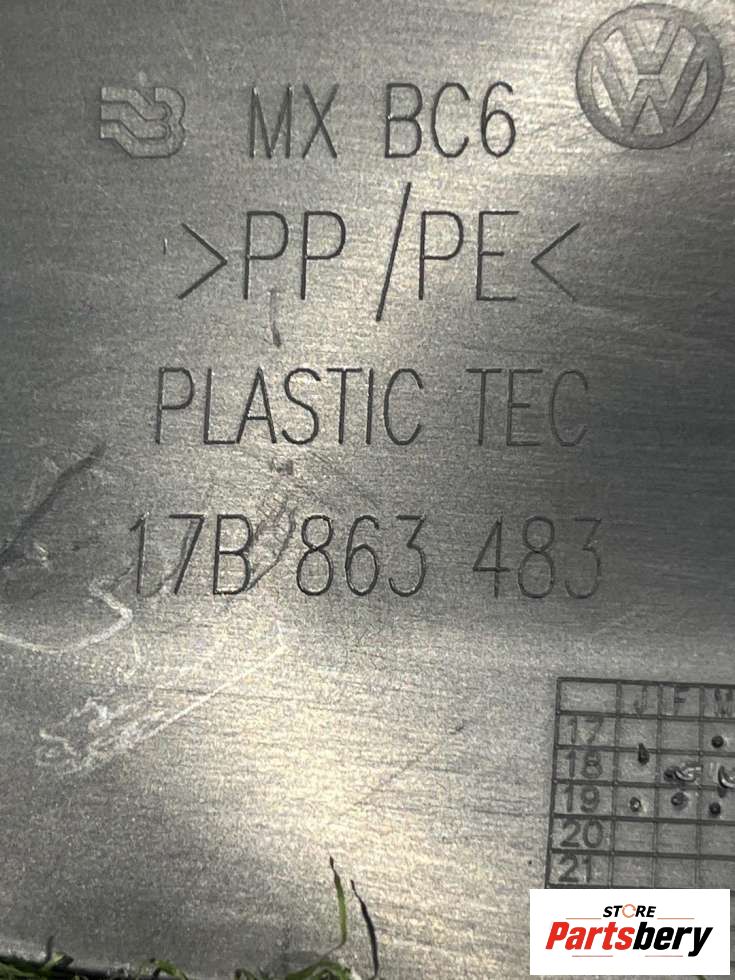 MX BC6
>PP/PE<
PLASTIC TEC
17B 863 483
J F M
17
18
19
20
21
STORE
Partsbery